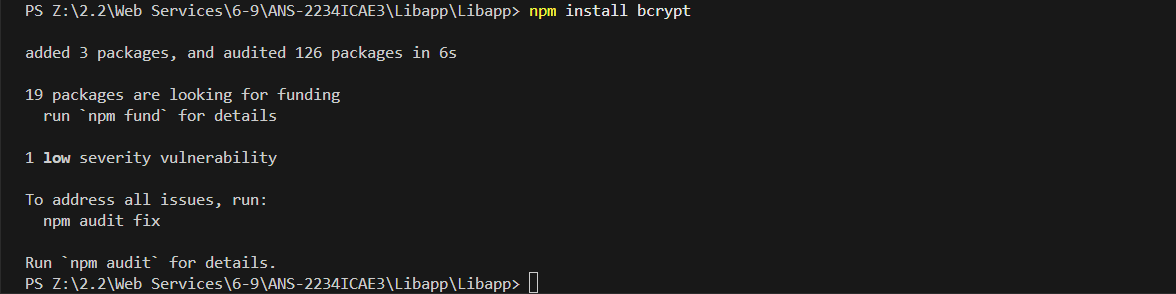 PS Z:\2.2\Web Services\6-9\ANS-2234ICAE3\Libapp\Libapp> npm install bcrypt
added 3 packages, and audited 126 packages in 6s
19 packages are looking for funding
run `npm fund` for details
1 low severity vulnerability
To address all issues, run:
npm audit fix
Run `npm audit` for details.
PS Z:\2.2\Web Services\6-9\ANS-2234ICAE3\Libapp\Libapp>